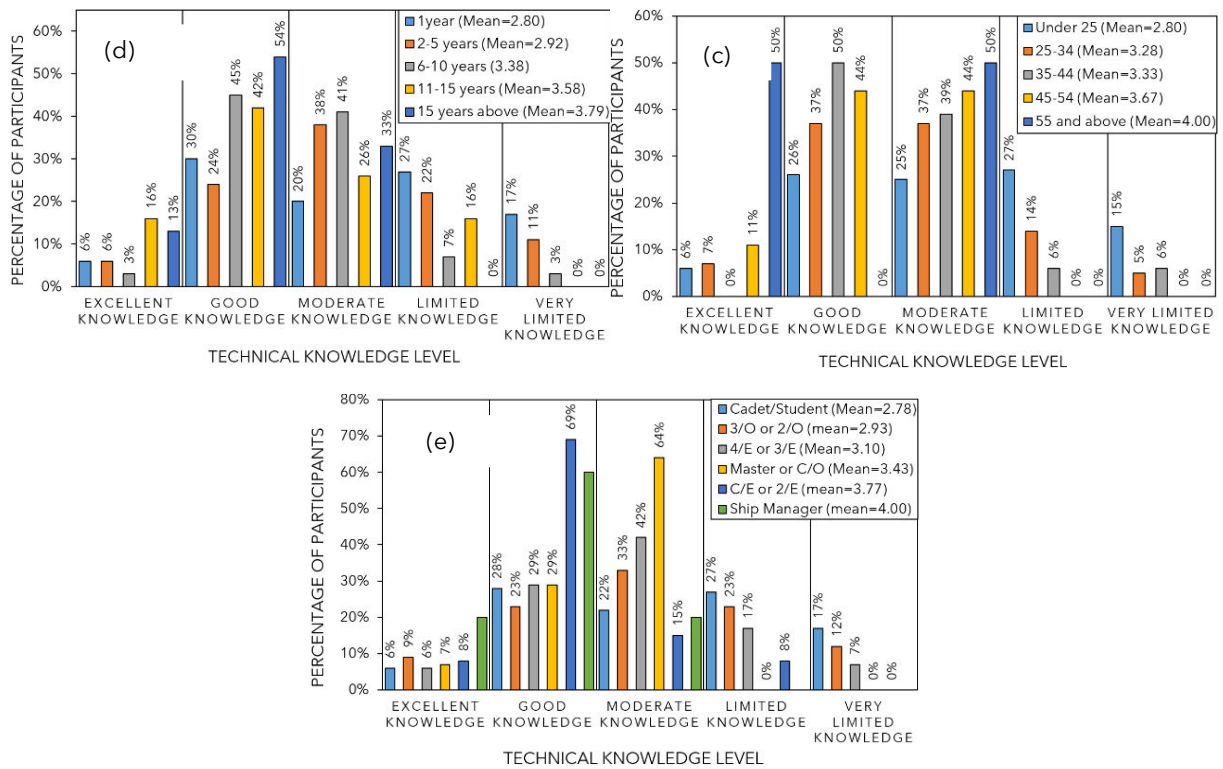 (d)
PERCENTAGE OF PARTICIPANTS
60%
50%
40%
30%
20%
10%
0%
1year (Mean=2.80)
2-5 years (Mean=2.92)
6-10 years (3.38)
11-15 years (Mean=3.58)
15 years above (Mean=3.79)
6%
6%
3%
16%
13%
30%
24%
45%
42%
54%
20%
38%
41%
26%
33%
27%
22%
7%
16%
0%
17%
11%
3%
0%
0%
EXCELLENT KNOWLEDGE
GOOD KNOWLEDGE
MODERATE KNOWLEDGE
LIMITED KNOWLEDGE
VERY LIMITED KNOWLEDGE
TECHNICAL KNOWLEDGE LEVEL
(c)
PERCENTAGE OF PARTICIPANTS
60%
50%
40%
30%
20%
10%
0%
Under 25 (Mean=2.80)
25-34 (Mean=3.28)
35-44 (Mean=3.33)
45-54 (Mean=3.67)
55 and above (Mean=4.00)
6%
7%
0%
11%
50%
26%
37%
50%
44%
0%
25%
37%
39%
44%
50%
27%
14%
6%
0%
0%
15%
5%
6%
0%
0%
EXCELLENT KNOWLEDGE
GOOD KNOWLEDGE
MODERATE KNOWLEDGE
LIMITED KNOWLEDGE
VERY LIMITED KNOWLEDGE
TECHNICAL KNOWLEDGE LEVEL
(e)
PERCENTAGE OF PARTICIPANTS
80%
70%
60%
50%
40%
30%
20%
10%
0%
Cadet/Student (Mean=2.78)
3/O or 2/O (mean=2.93)
4/E or 3/E (Mean=3.10)
Master or C/O (Mean=3.43)
C/E or 2/E (mean=3.77)
Ship Manager (mean=4.00)
6%
9%
6%
7%
8%
28%
23%
29%
29%
69%
22%
33%
42%
64%
15%
27%
23%
17%
0%
8%
17%
12%
7%
0%
0%
EXCELLENT KNOWLEDGE
GOOD KNOWLEDGE
MODERATE KNOWLEDGE
LIMITED KNOWLEDGE
VERY LIMITED KNOWLEDGE
TECHNICAL KNOWLEDGE LEVEL